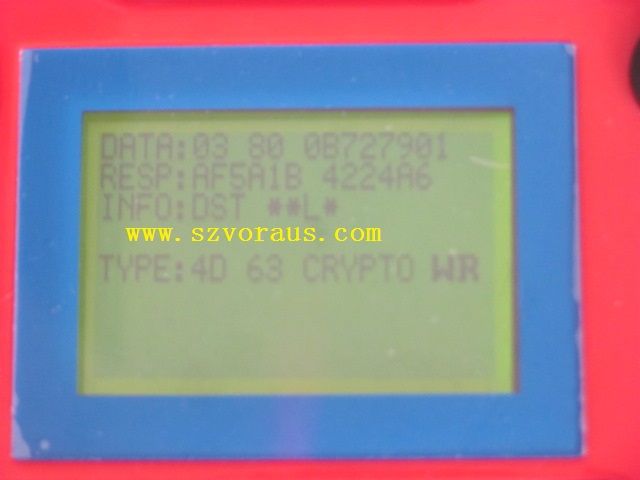 DATA:03 80 0B727901
RESP:AF5A1B 4224A6
INFO:DST **L*
www.szvoraus.com
TYPE:4D 63 CRYPTO WR